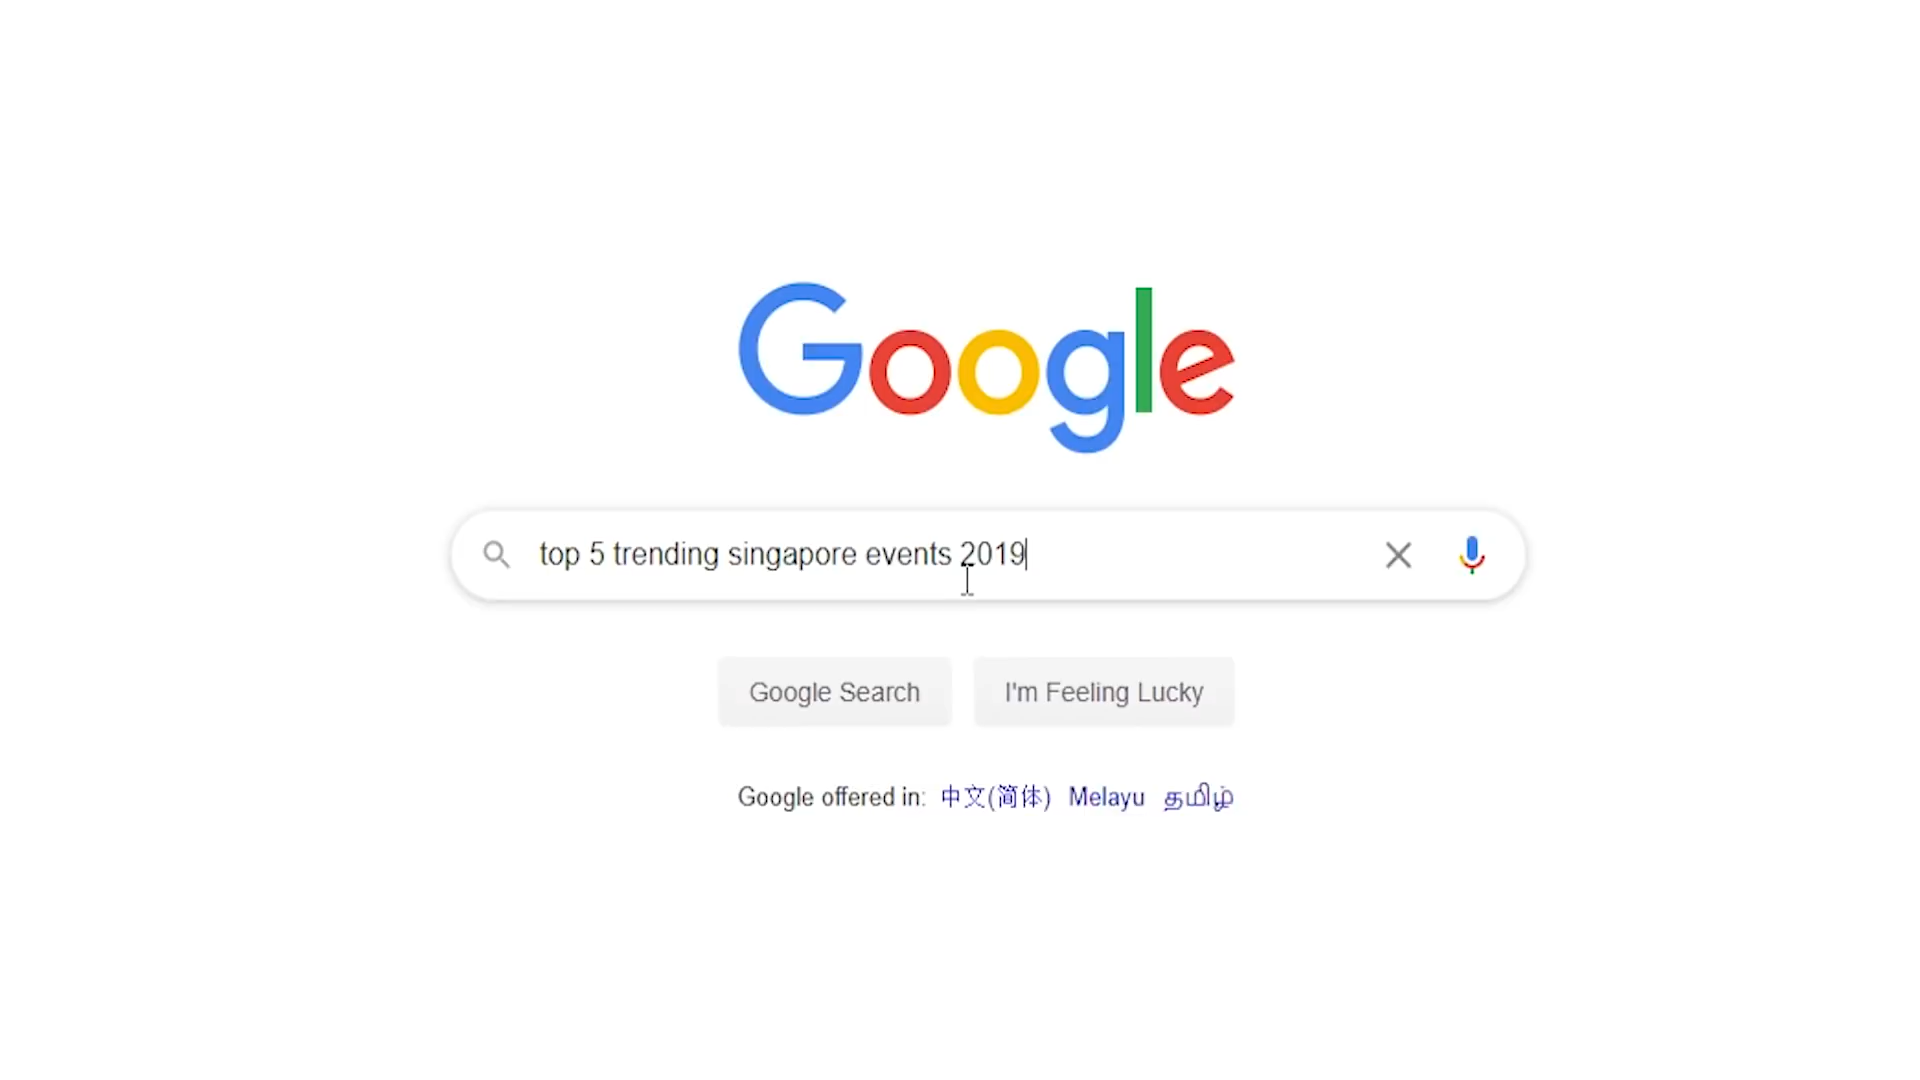 Google
top 5 trending singapore events 2019
Google Search I'm Feeling Lucky
Google offered in: 中文(简体) Melayu தமிழ்